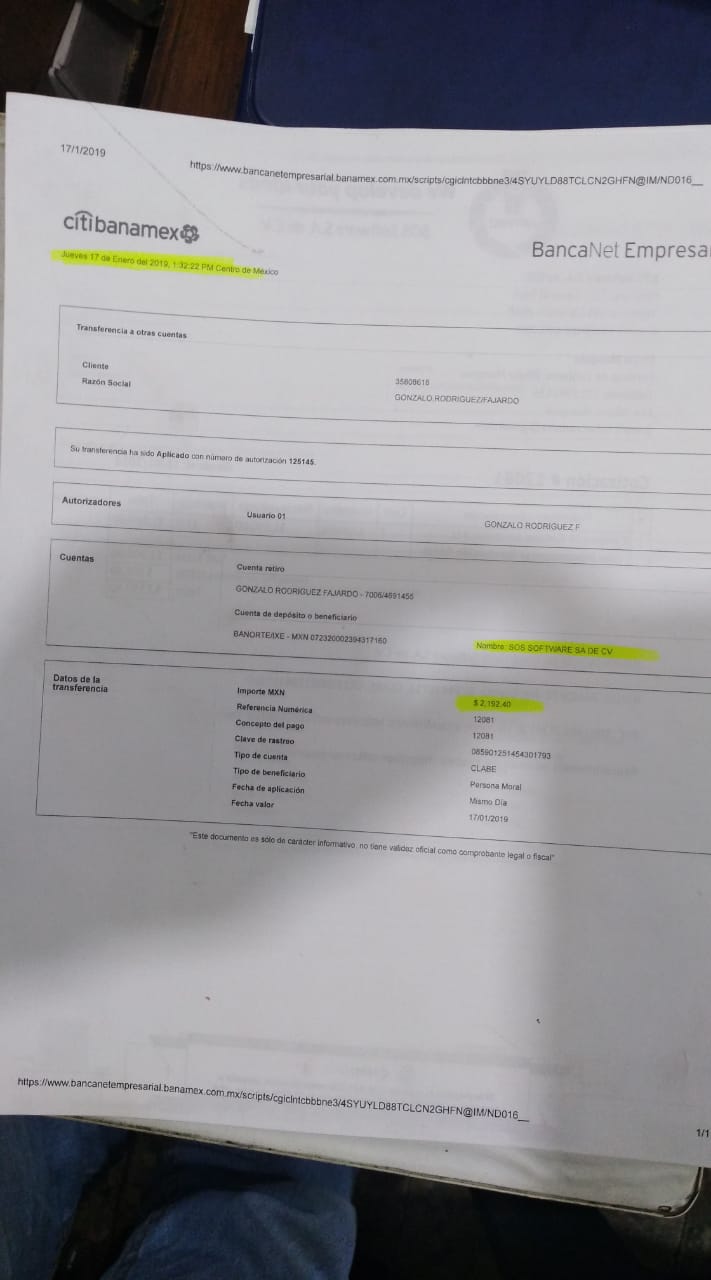 17/1/2019
https://www.bancanetempresarial.banamex.com.mx/scripts/cgiclntcbbbne3/4SYUYLD88TCLCN2GHFN@IM/ND016__
citibanamex
BancaNet Empresa
Jueves 17 de Enero del 2019, 1:32:22 PM Centro de México
Transferencia a otras cuentas
Cliente 35808618
Razón Social GONZALO,RODRIGUEZ/FAJARDO
Su transferencia ha sido Aplicado con número de autorización 125145.
Autorizadores Usuario 01 GONZALO RODRIGUEZ F
Cuentas
Cuenta retiro
GONZALO RODRIGUEZ FAJARDO - 7006/4691455
Cuenta de depósito o beneficiario
BANORTE/IXE - MXN 072320002394317160 Nombre: SOS SOFTWARE SA DE CV
Datos de la transferencia
Importe MXN $ 2,192.40
Referencia Numérica 12081
Concepto del pago 12081
Clave de rastreo 085901251454301793
Tipo de cuenta CLABE
Tipo de beneficiario Persona Moral
Fecha de aplicación Mismo Día
Fecha valor 17/01/2019
"Este documento es sólo de carácter informativo, no tiene validez oficial como comprobante legal o fiscal"
https://www.bancanetempresarial.banamex.com.mx/scripts/cgiclntcbbbne3/4SYUYLD88TCLCN2GHFN@IM/ND016__
1/1